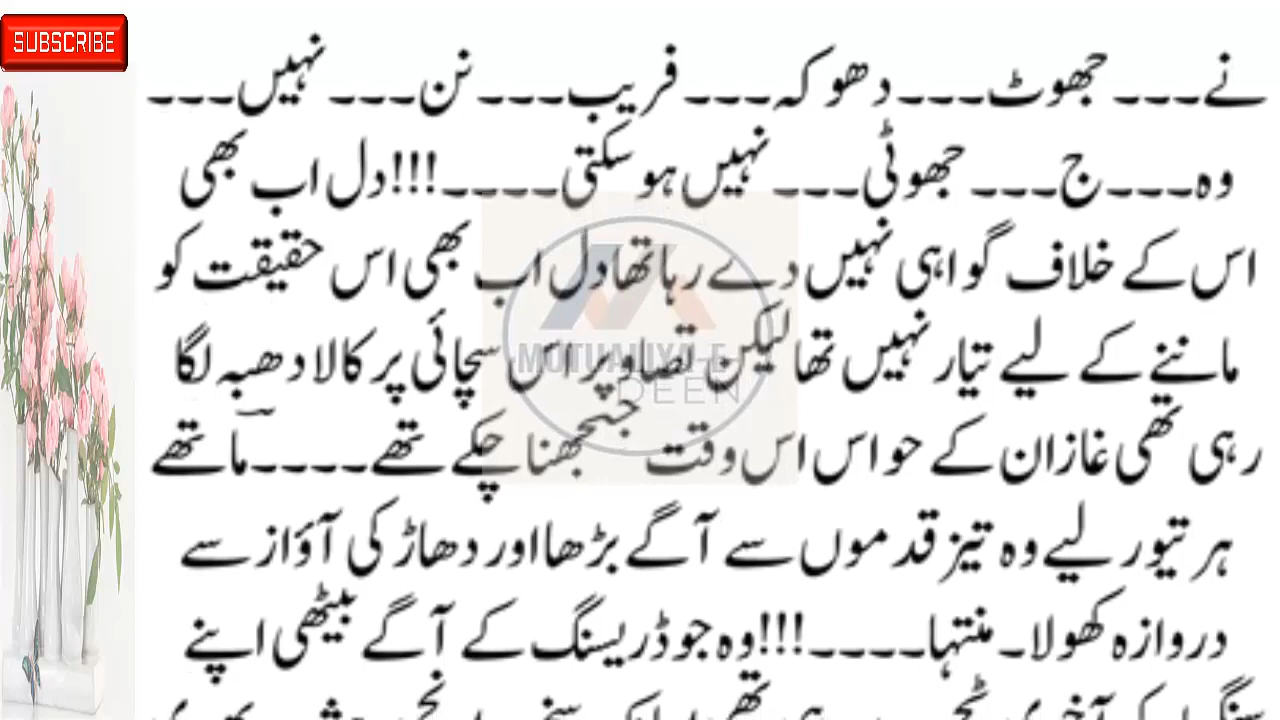 SUBSCRIBE
نے۔۔۔ جھوٹ۔۔۔ دھوکہ۔۔۔ فریب۔۔۔ نن۔۔۔ نہیں۔۔۔
وہ۔۔۔ ج۔۔۔ جھوٹی۔۔۔ نہیں ہو سکتی۔۔۔۔!!! دل اب بھی
اس کے خلاف گواہی نہیں دے رہا تھا دل اب بھی اس حقیقت کو
ماننے کے لیے تیار نہیں تھا لیکن تصاویر اس سچائی پر کالا دھبہ لگا
رہی تھی غازان کے حواس اس وقت جھنجھنا چکے تھے۔۔۔۔ ماتھے
ہر تیور لیے وہ تیز قدموں سے آگے بڑھا اور دھاڑ کی آؤاز سے
دروازہ کھولا۔ منتہا۔۔۔۔!!! وہ جو ڈریسنگ کے آگے بیٹھی اپنے
MOTUALIYA-E
DEEN